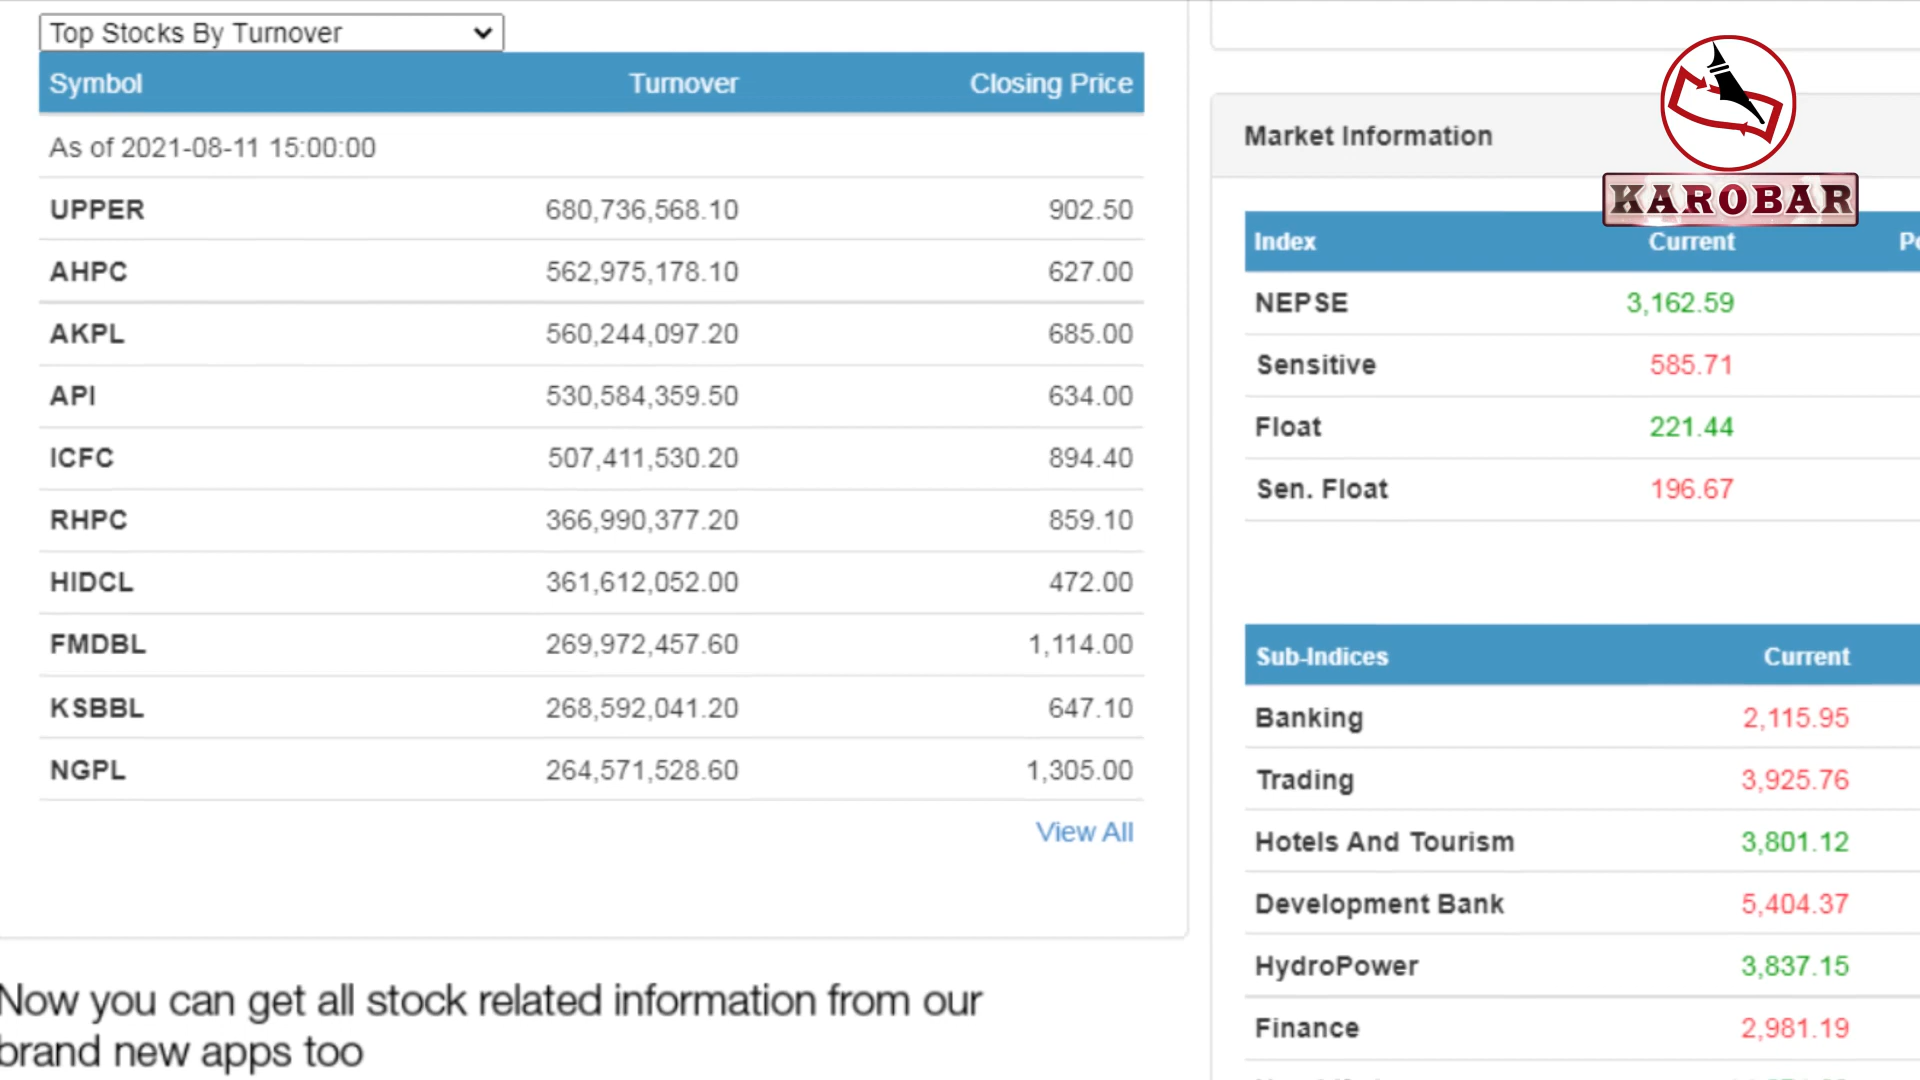 Top Stocks By Turnover
Symbol Turnover Closing Price
As of 2021-08-11 15:00:00
UPPER 680,736,568.10 902.50
AHPC 562,975,178.10 627.00
AKPL 560,244,097.20 685.00
API 530,584,359.50 634.00
ICFC 507,411,530.20 894.40
RHPC 366,990,377.20 859.10
HIDCL 361,612,052.00 472.00
FMDBL 269,972,457.60 1,114.00
KSBBL 268,592,041.20 647.10
NGPL 264,571,528.60 1,305.00
View All
Now you can get all stock related information from our
brand new apps too
KAROBAR
Market Information
Index Current
NEPSE 3,162.59
Sensitive 585.71
Float 221.44
Sen. Float 196.67
Sub-Indices Current
Banking 2,115.95
Trading 3,925.76
Hotels And Tourism 3,801.12
Development Bank 5,404.37
HydroPower 3,837.15
Finance 2,981.19